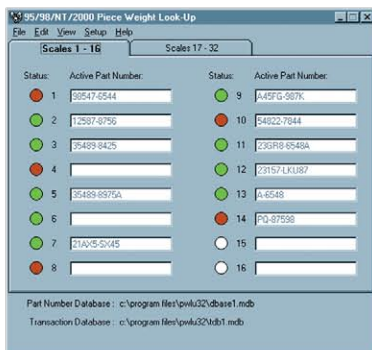 95/98/NT/2000 Piece Weight Look-Up
File Edit View Setup Help
Scales 1 - 16
Scales 17 - 32
Status: Active Part Number:
1 98547-6544
2 12587-8756
3 35489-8425
4
5 35489-8975A
6
7 21AX5-SX45
8
Status: Active Part Number:
9 A45FG-987K
10 54822-7844
11 23GR8-6548A
12 23157-LKU87
13 A-6548
14 PQ-87598
15
16
Part Number Database : c:\program files\pwlu32\dbase1.mdb
Transaction Database : c:\program files\pwlu32\tdb1.mdb